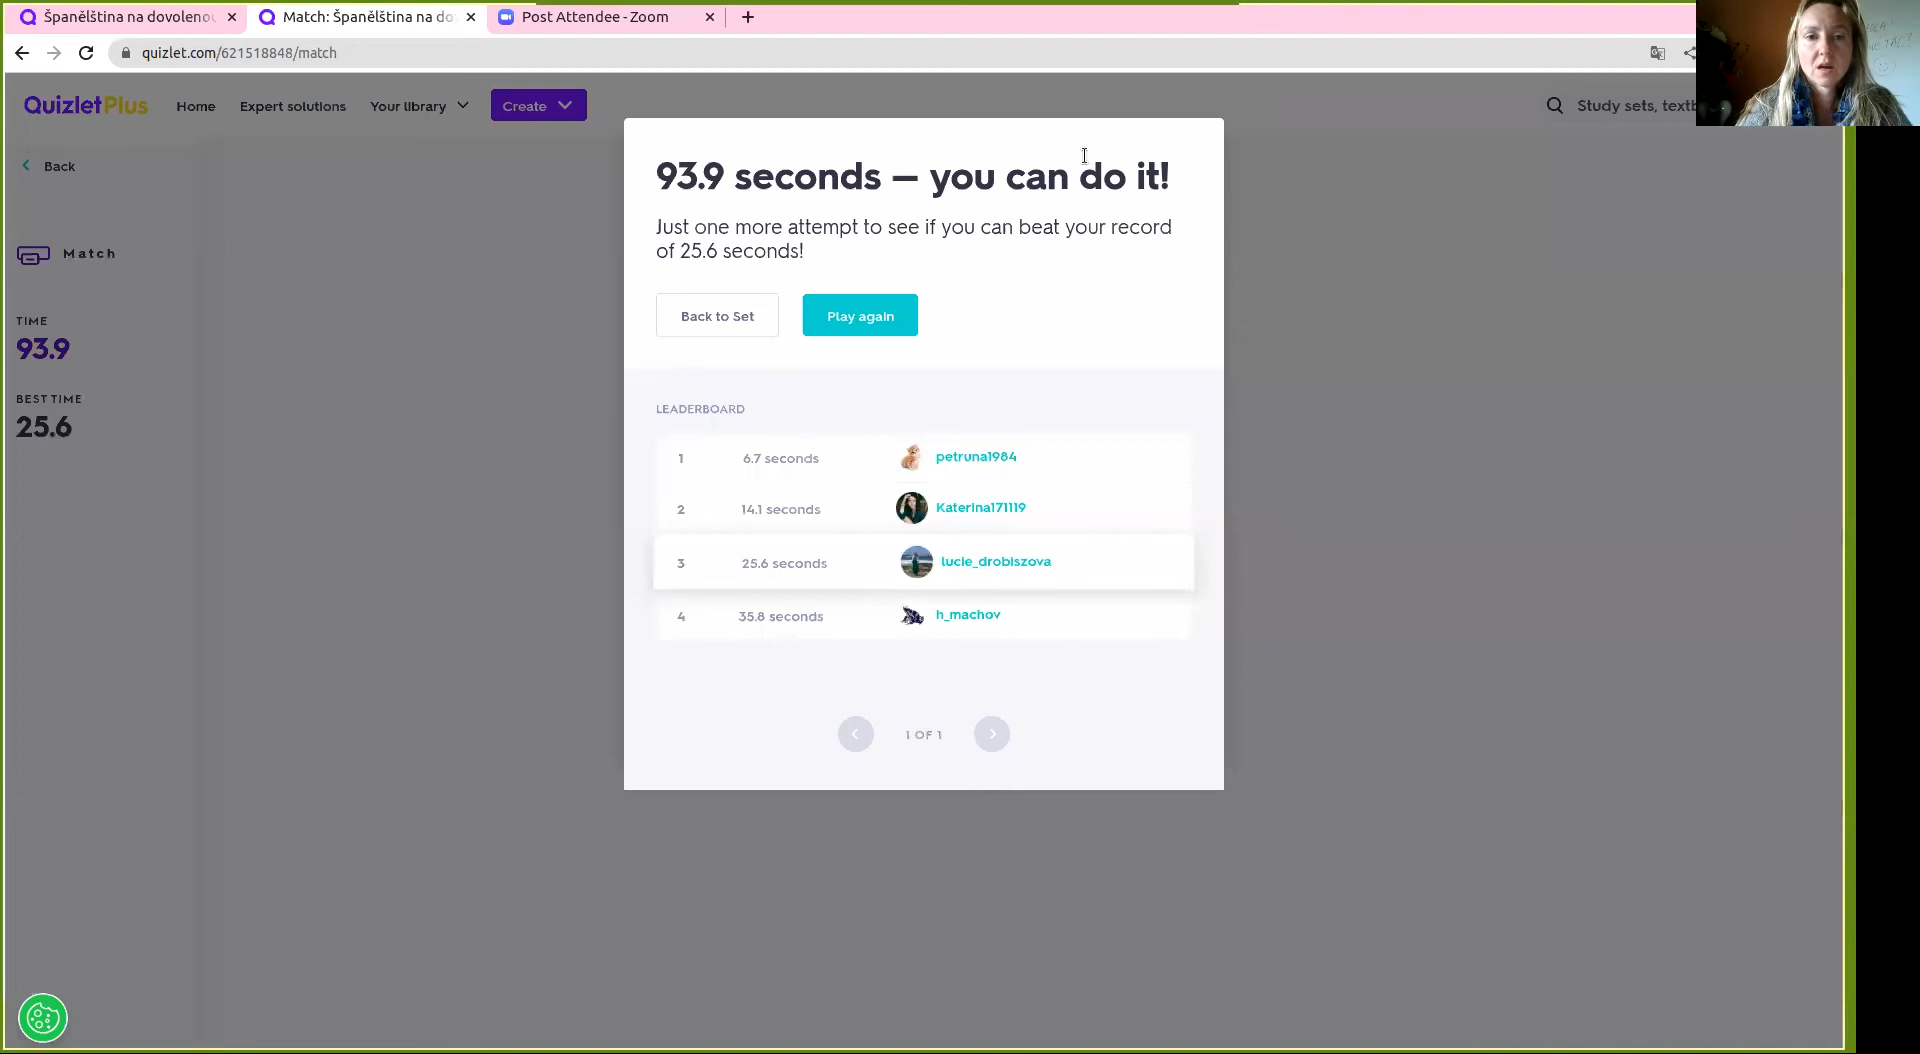 Španělština na dovoleno
Match: Španělština na do
Post Attendee - Zoom
quizlet.com/621518848/match
QuizletPlus
Home
Expert solutions
Your library
Create
Study sets, textb
Back
Match
TIME
93.9
BEST TIME
25.6
93.9 seconds – you can do it!
Just one more attempt to see if you can beat your record
of 25.6 seconds!
Back to Set
Play again
LEADERBOARD
1 6.7 seconds petruna1984
2 14.1 seconds Katerina171119
3 25.6 seconds lucie_drobiszova
4 35.8 seconds h_machov
1 OF 1